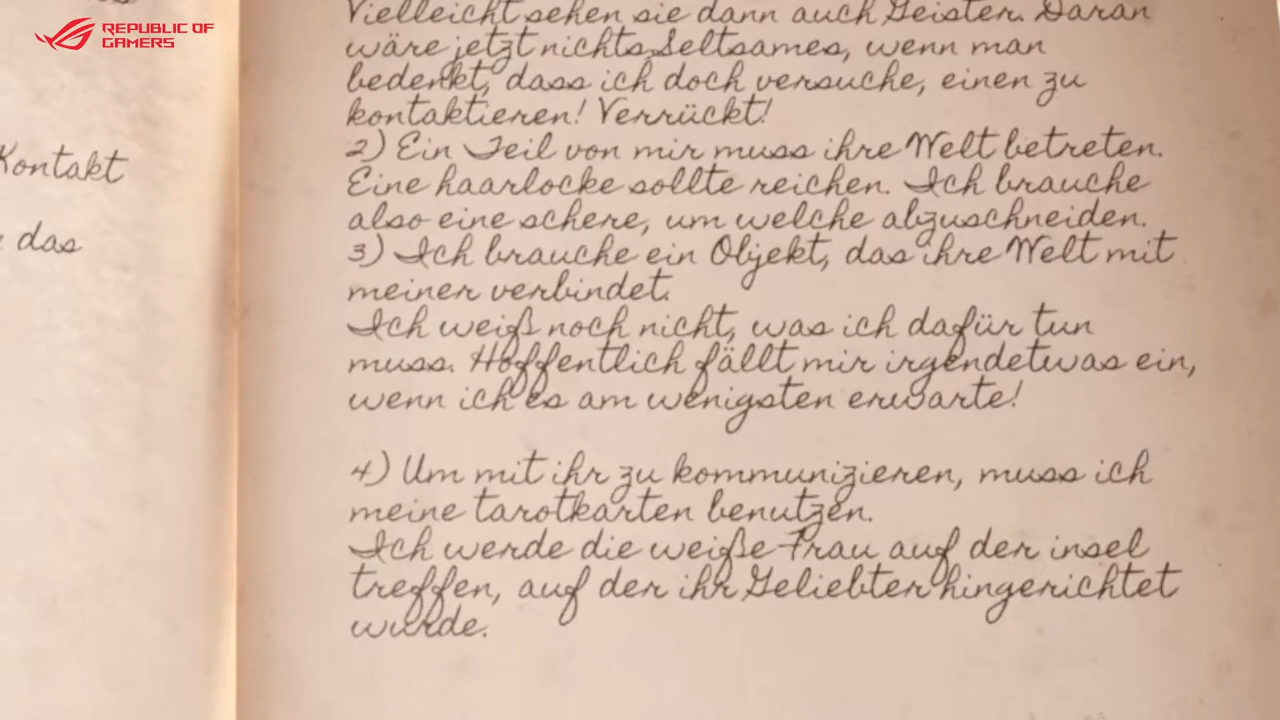 REPUBLIC OF
GAMERS
Kontakt
das
Vielleicht sehen sie dann auch Geister. Daran
wäre jetzt nichts Seltsames, wenn man
bedenkt, dass ich doch versuche, einen zu
kontaktieren! Verrückt!
2) Ein Teil von mir muss ihre Welt betreten.
Eine haarlocke sollte reichen. Ich brauche
also eine schere, um welche abzuschneiden.
3) Ich brauche ein Objekt, das ihre Welt mit
meiner verbindet.
Ich weiß noch nicht, was ich dafür tun
muss. Hoffentlich fällt mir irgendetwas ein,
wenn ich es am wenigsten erwarte!
4) Um mit ihr zu kommunizieren, muss ich
meine tarotkarten benutzen.
Ich werde die weiße Frau auf der insel
treffen, auf der ihr Geliebter hingerichtet
wurde.